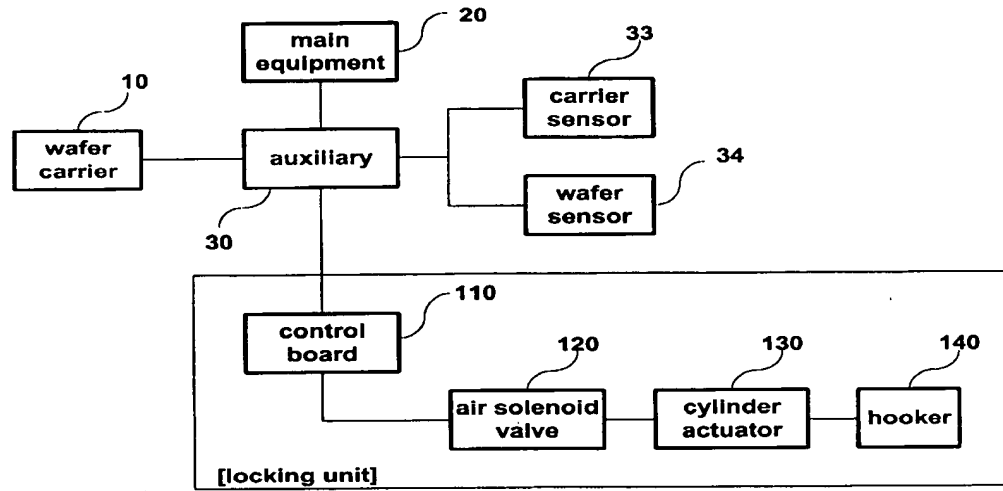 20
main
equipment
33
carrier
sensor
10
wafer
carrier
auxiliary
34
wafer
sensor
30
110
control
board
120
air solenoid
valve
130
cylinder
actuator
140
hooker
[locking unit]